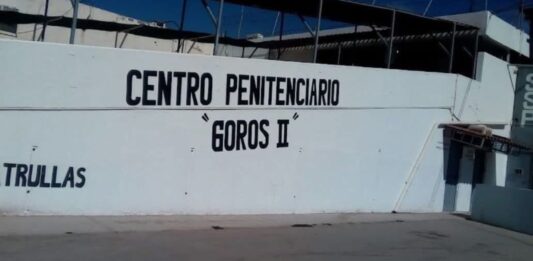 CENTRO PENITENCIARIO
"GOROS II"
TRULLAS